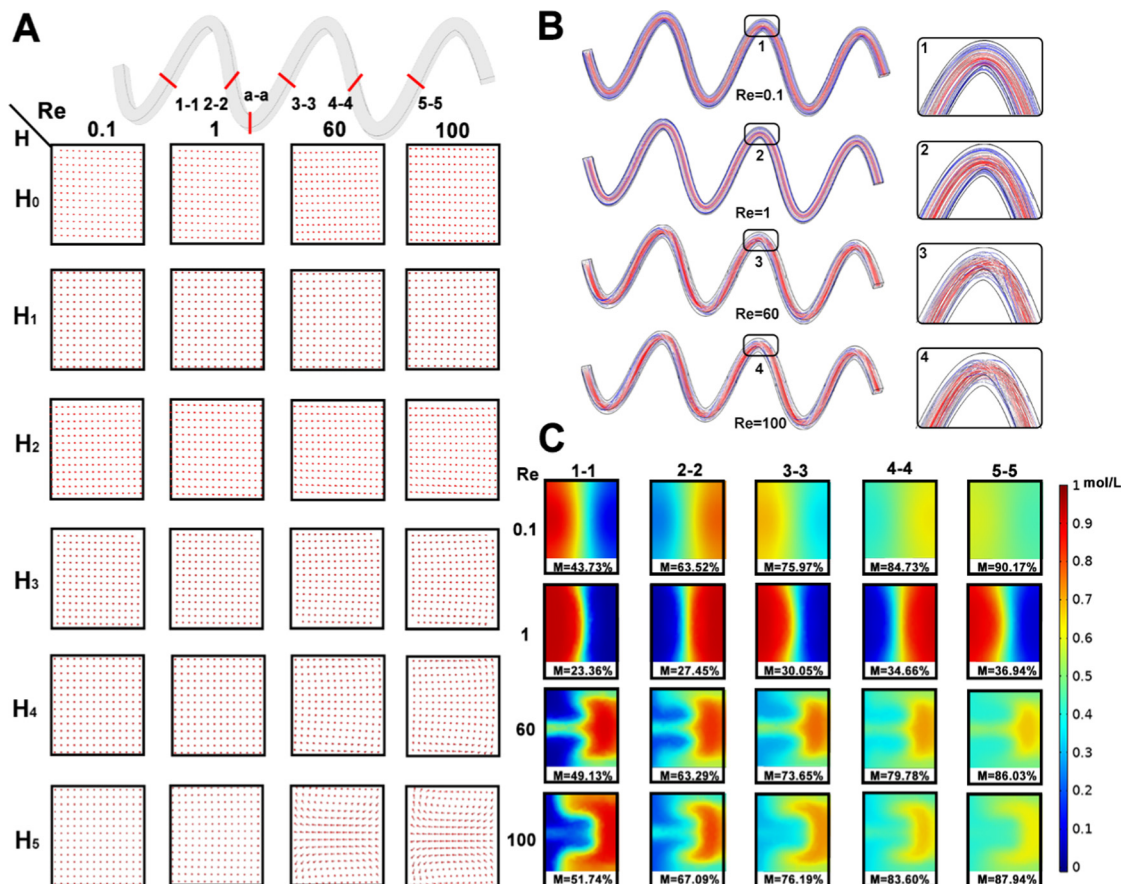 A
1-1 2-2 a-a 3-3 4-4 5-5
Re
H
0.1 1 60 100
H0
H1
H2
H3
H4
H5
B
1
Re=0.1
2
Re=1
3
Re=60
4
Re=100
1
2
3
4
C
Re 1-1 2-2 3-3 4-4 5-5
0.1
M=43.73% M=63.52% M=75.97% M=84.73% M=90.17%
1
M=23.36% M=27.45% M=30.05% M=34.66% M=36.94%
60
M=49.13% M=63.29% M=73.65% M=79.78% M=86.03%
100
M=51.74% M=67.09% M=76.19% M=83.60% M=87.94%
1 mol/L
0.9
0.8
0.7
0.6
0.5
0.4
0.3
0.2
0.1
0